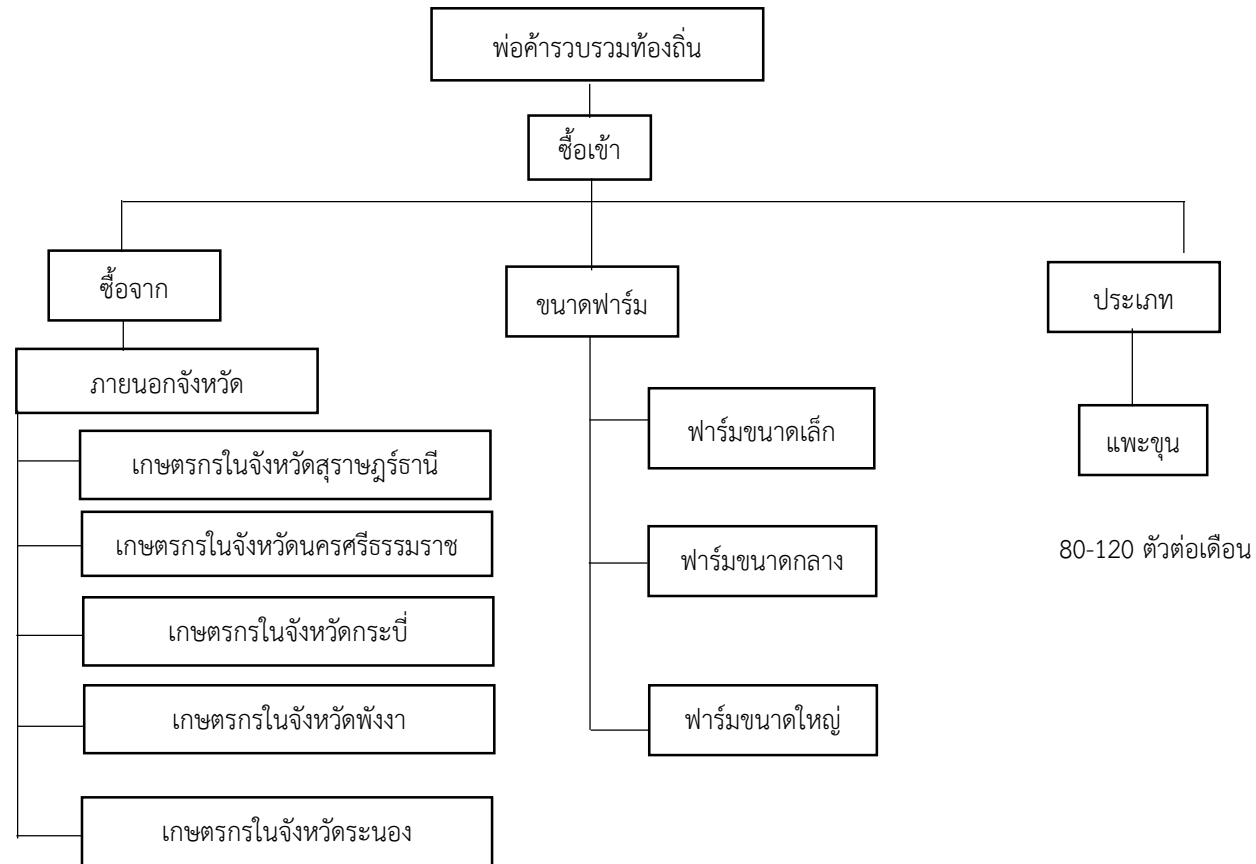 พ่อค้ารวบรวมท้องถิ่น
ซื้อเข้า
ซื้อจาก
ขนาดฟาร์ม
ประเภท
ภายนอกจังหวัด
เกษตรกรในจังหวัดสุราษฎร์ธานี
เกษตรกรในจังหวัดนครศรีธรรมราช
เกษตรกรในจังหวัดกระบี่
เกษตรกรในจังหวัดพังงา
เกษตรกรในจังหวัดระนอง
ฟาร์มขนาดเล็ก
ฟาร์มขนาดกลาง
ฟาร์มขนาดใหญ่
แพะขุน
80-120 ตัวต่อเดือน